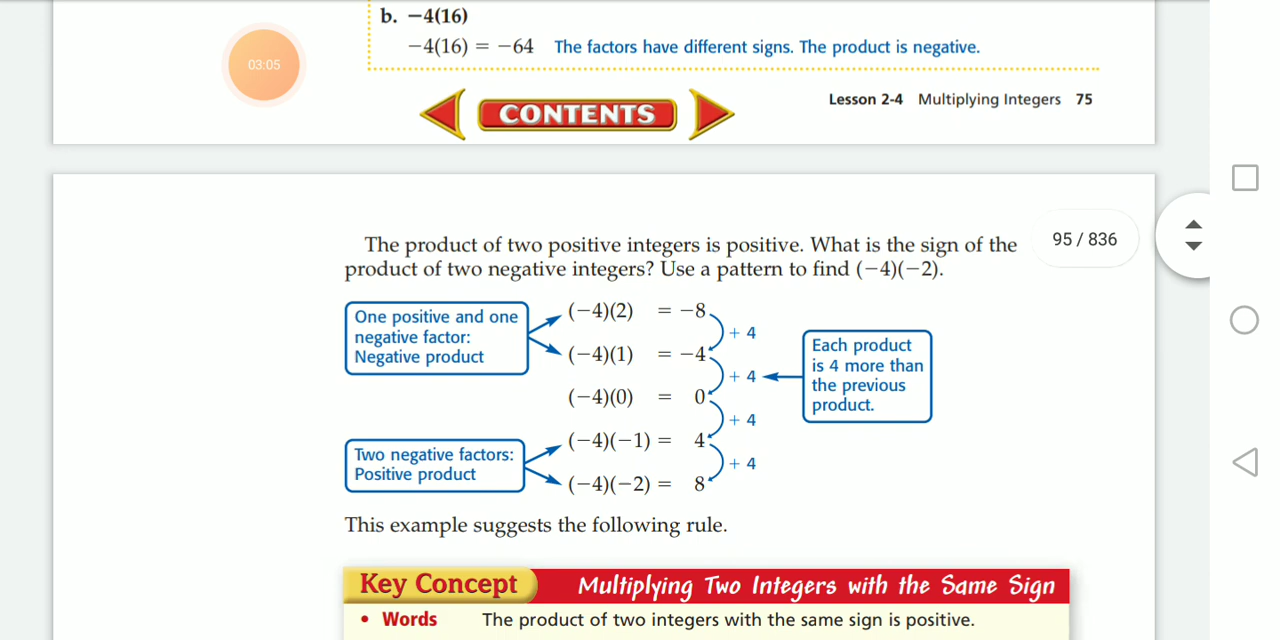 b. −4(16)
−4(16) = −64 The factors have different signs. The product is negative.
03:05
CONTENTS
Lesson 2-4 Multiplying Integers 75
The product of two positive integers is positive. What is the sign of the
product of two negative integers? Use a pattern to find (−4)(−2).
95 / 836
One positive and one
negative factor:
Negative product
(−4)(2) = −8
+ 4
(−4)(1) = −4
+ 4
(−4)(0) = 0
+ 4
(−4)(−1) = 4
+ 4
(−4)(−2) = 8
Each product
is 4 more than
the previous
product.
Two negative factors:
Positive product
This example suggests the following rule.
Key Concept Multiplying Two Integers with the Same Sign
• Words The product of two integers with the same sign is positive.